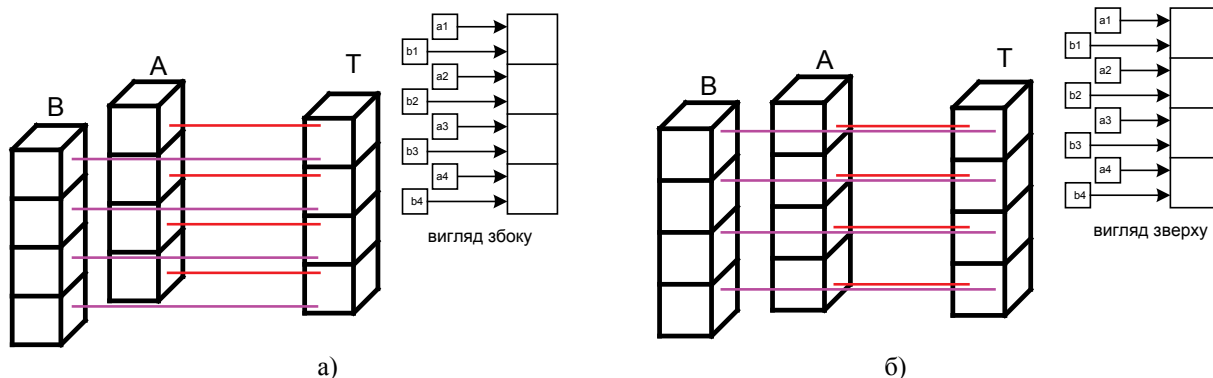 B
A
T
a1
b1
a2
b2
a3
b3
a4
b4
вигляд збоку
а)
B
A
T
a1
b1
a2
b2
a3
b3
a4
b4
вигляд зверху
б)